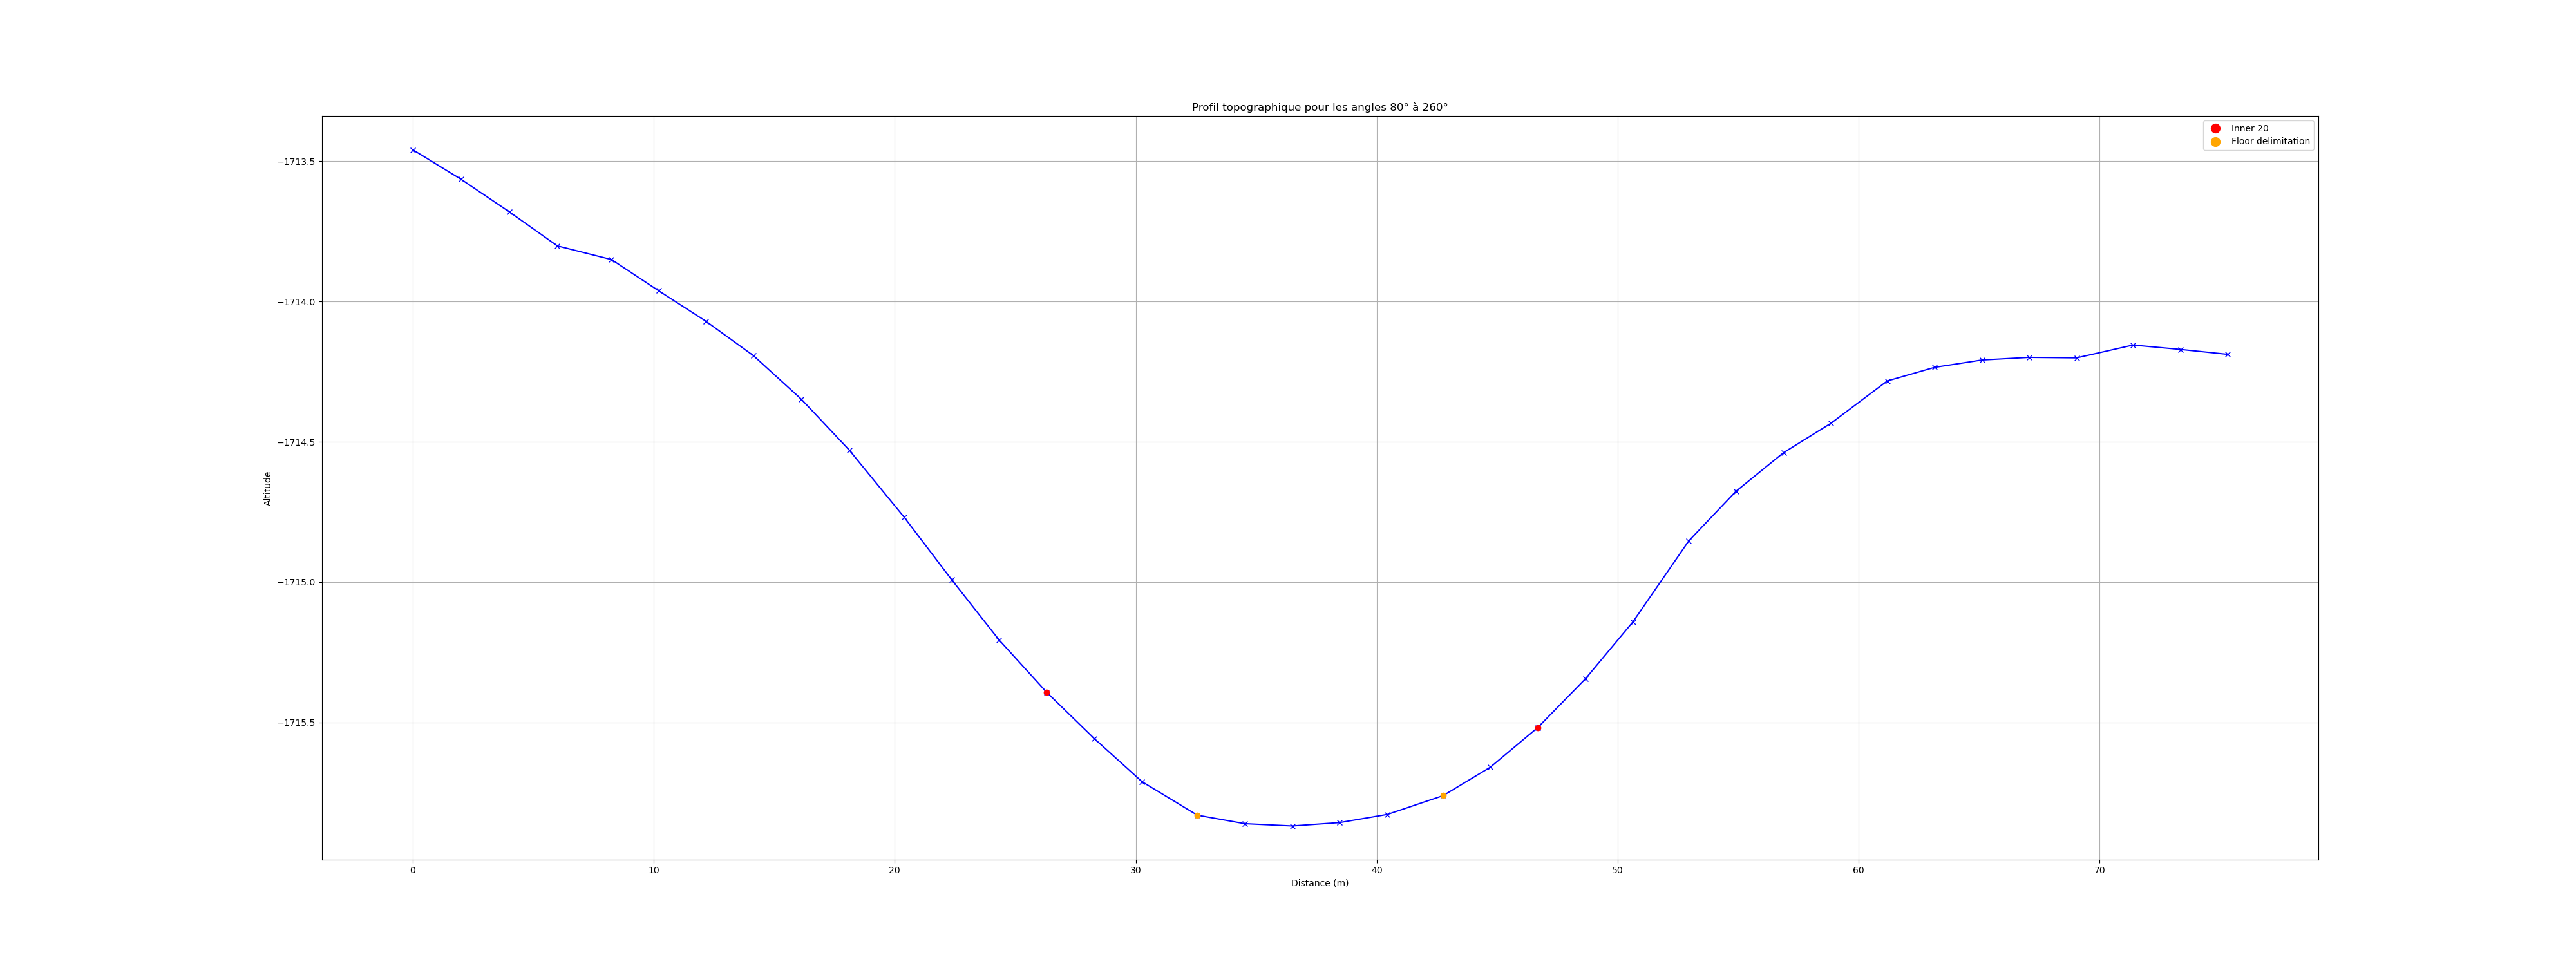 Profil topographique pour les angles 80° à 260°
Inner 20
Floor delimitation
−1713.5
−1714.0
−1714.5
−1715.0
−1715.5
Altitude
0 10 20 30 40 50 60 70
Distance (m)